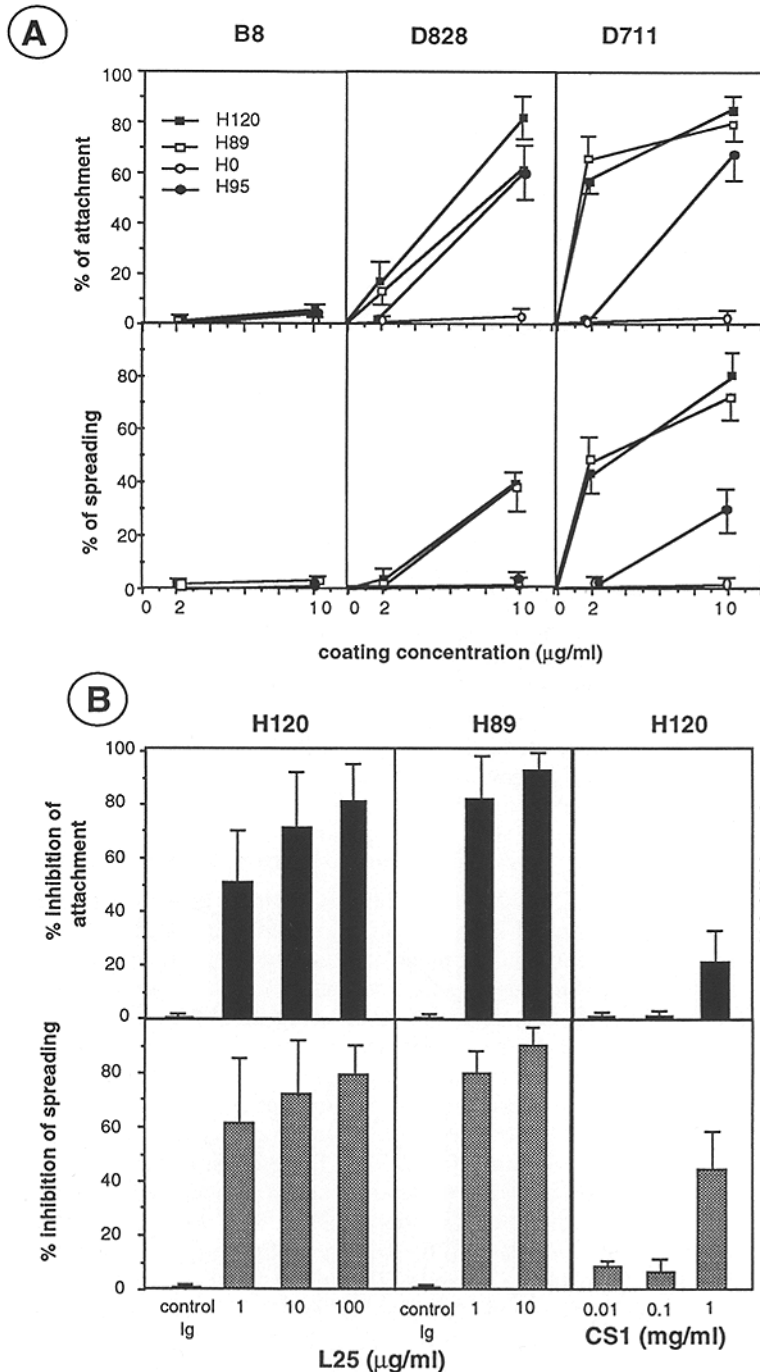 A
B8 D828 D711
% of attachment
100
80
60
40
20
0
H120
H89
H0
H95
% of spreading
80
60
40
20
0
0 2 10 0 2 10 0 2 10
coating concentration (µg/ml)
B
H120 H89 H120
% Inhibition of
attachment
100
80
60
40
20
0
% inhibition of spreading
80
60
40
20
0
control
Ig
1 10 100
control
Ig
1 10
0.01 0.1 1
L25 (µg/ml)
CS1 (mg/ml)